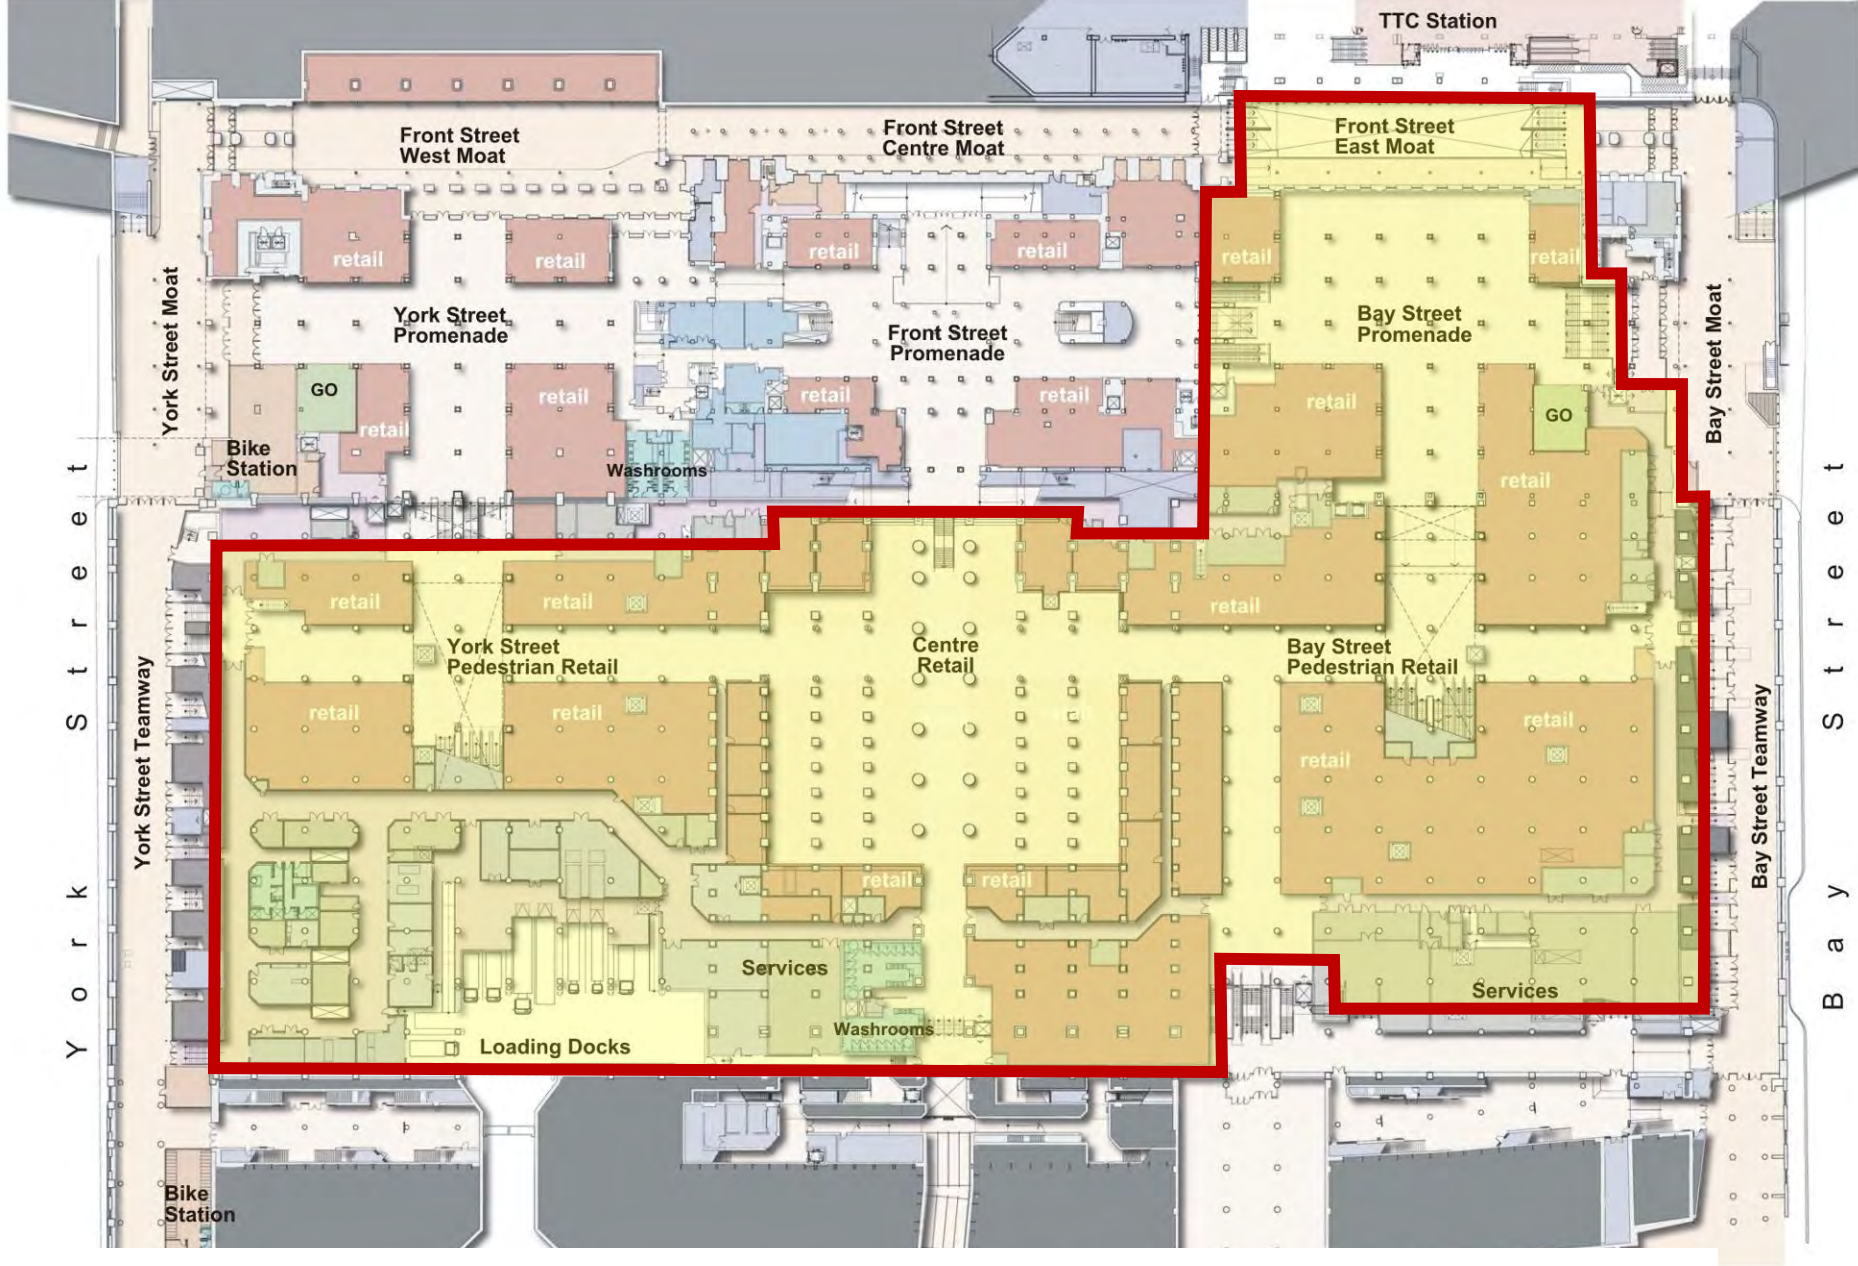 TTC Station
Front Street
West Moat
Front Street
Centre Moat
Front Street
East Moat
retail
retail
retail
retail
retail
retail
York Street Moat
York Street
Promenade
Front Street
Promenade
Bay Street
Promenade
Bay Street Moat
GO
retail
retail
retail
retail
retail
GO
Bike
Station
Washrooms
retail
York Street
Bay Street
retail
retail
retail
York Street
Pedestrian Retail
Centre
Retail
Bay Street
Pedestrian Retail
York Street Teamway
Bay Street Teamway
retail
retail
retail
retail
retail
retail
Services
Services
Washrooms
Loading Docks
Bike
Station